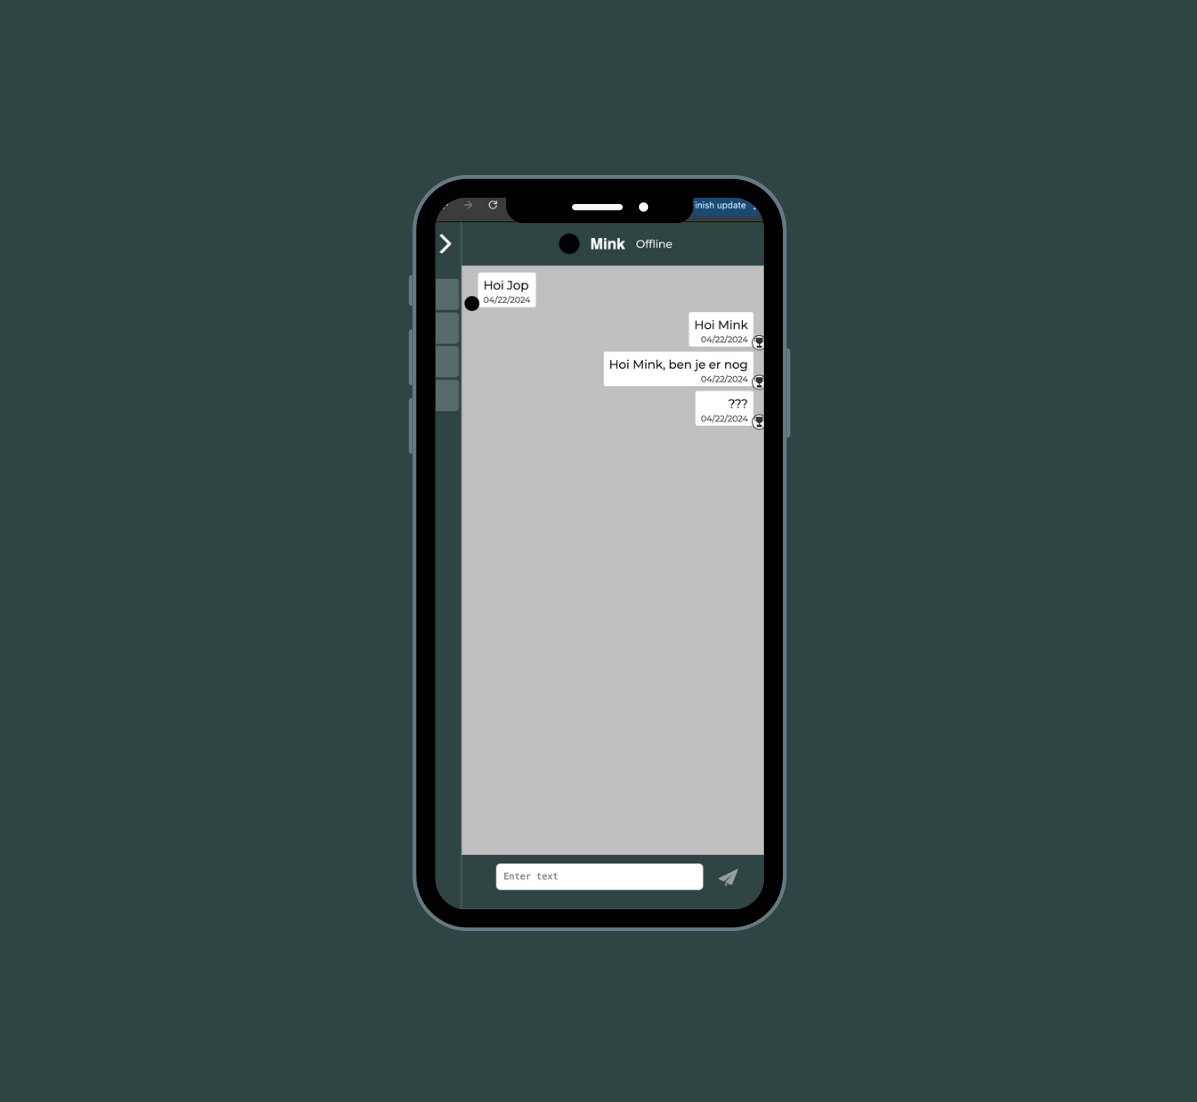 Finish update
Mink Offline
Hoi Jop
04/22/2024
Hoi Mink
04/22/2024
Hoi Mink, ben je er nog
04/22/2024
???
04/22/2024
Enter text